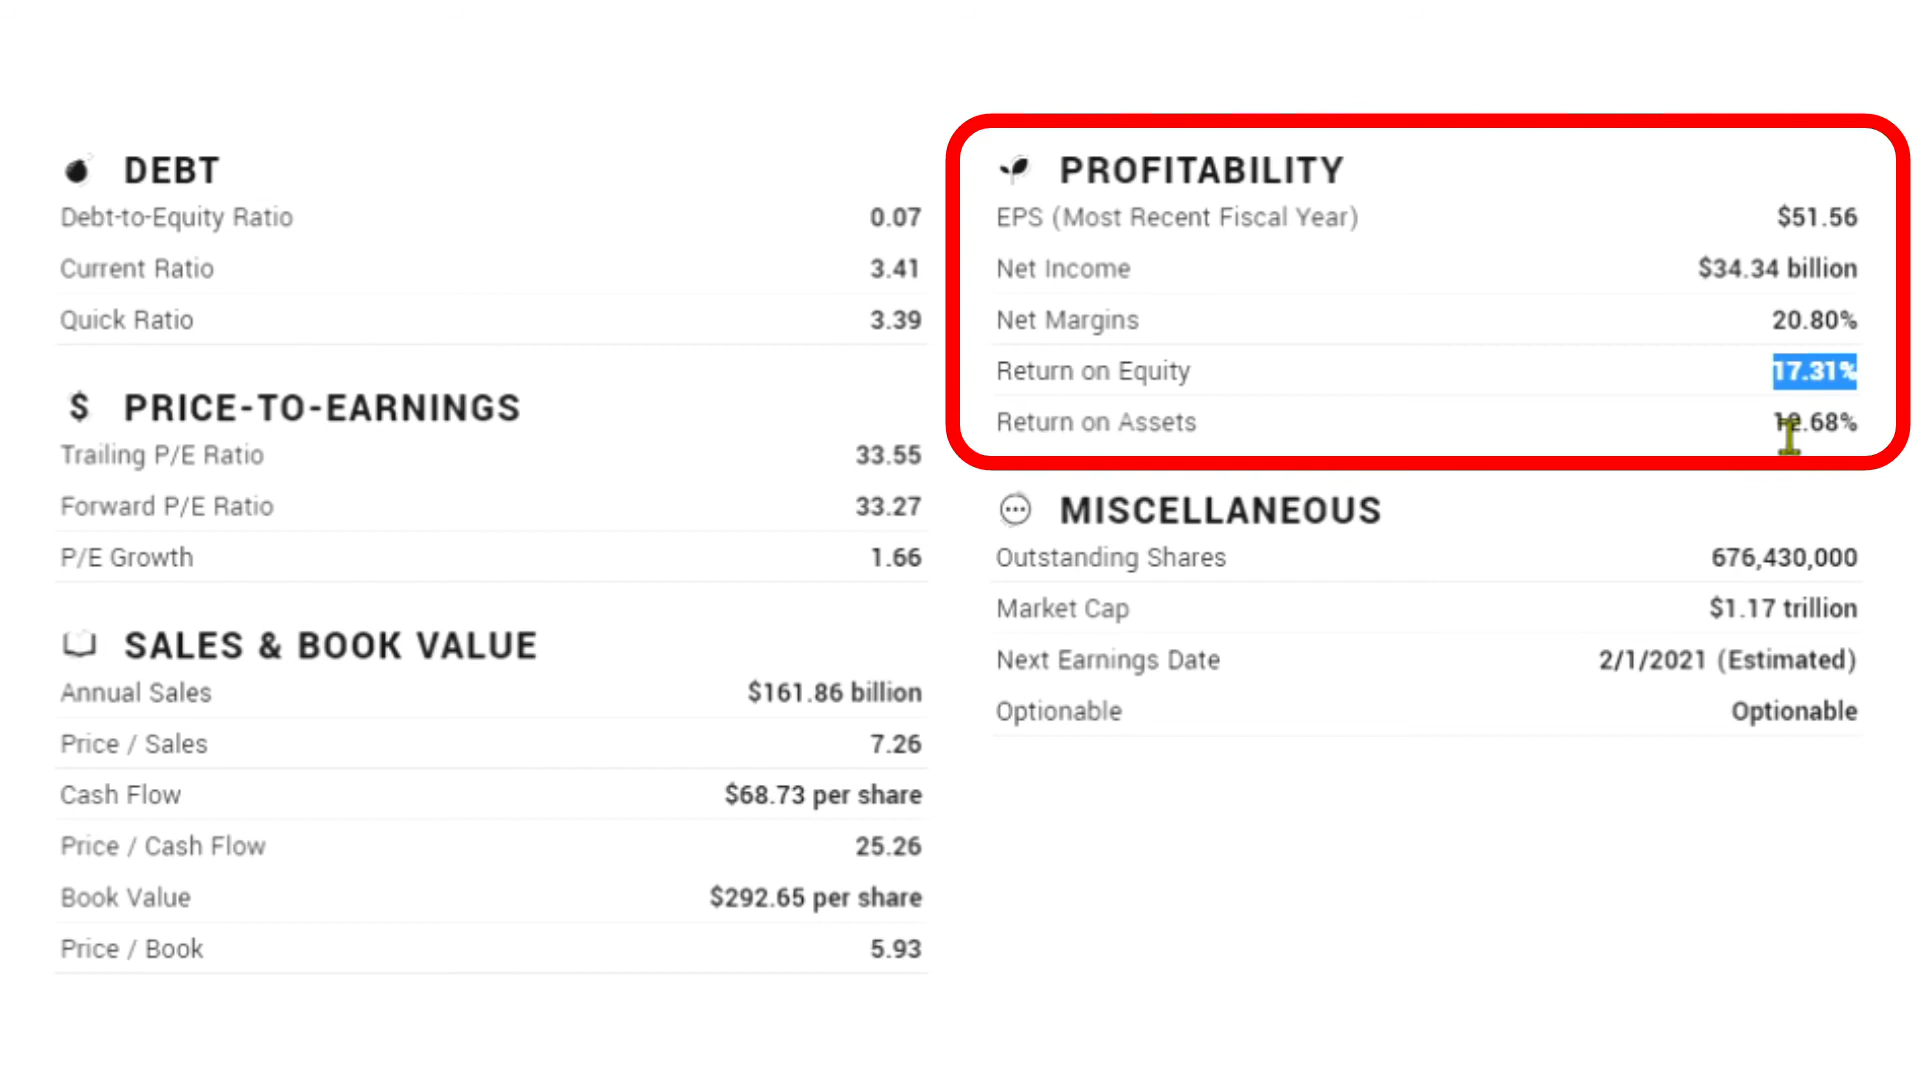 DEBT
Debt-to-Equity Ratio 0.07
Current Ratio 3.41
Quick Ratio 3.39
$ PRICE-TO-EARNINGS
Trailing P/E Ratio 33.55
Forward P/E Ratio 33.27
P/E Growth 1.66
SALES & BOOK VALUE
Annual Sales $161.86 billion
Price / Sales 7.26
Cash Flow $68.73 per share
Price / Cash Flow 25.26
Book Value $292.65 per share
Price / Book 5.93
PROFITABILITY
EPS (Most Recent Fiscal Year) $51.56
Net Income $34.34 billion
Net Margins 20.80%
Return on Equity 17.31%
Return on Assets
MISCELLANEOUS
Outstanding Shares 676,430,000
Market Cap $1.17 trillion
Next Earnings Date 2/1/2021 (Estimated)
Optionable Optionable